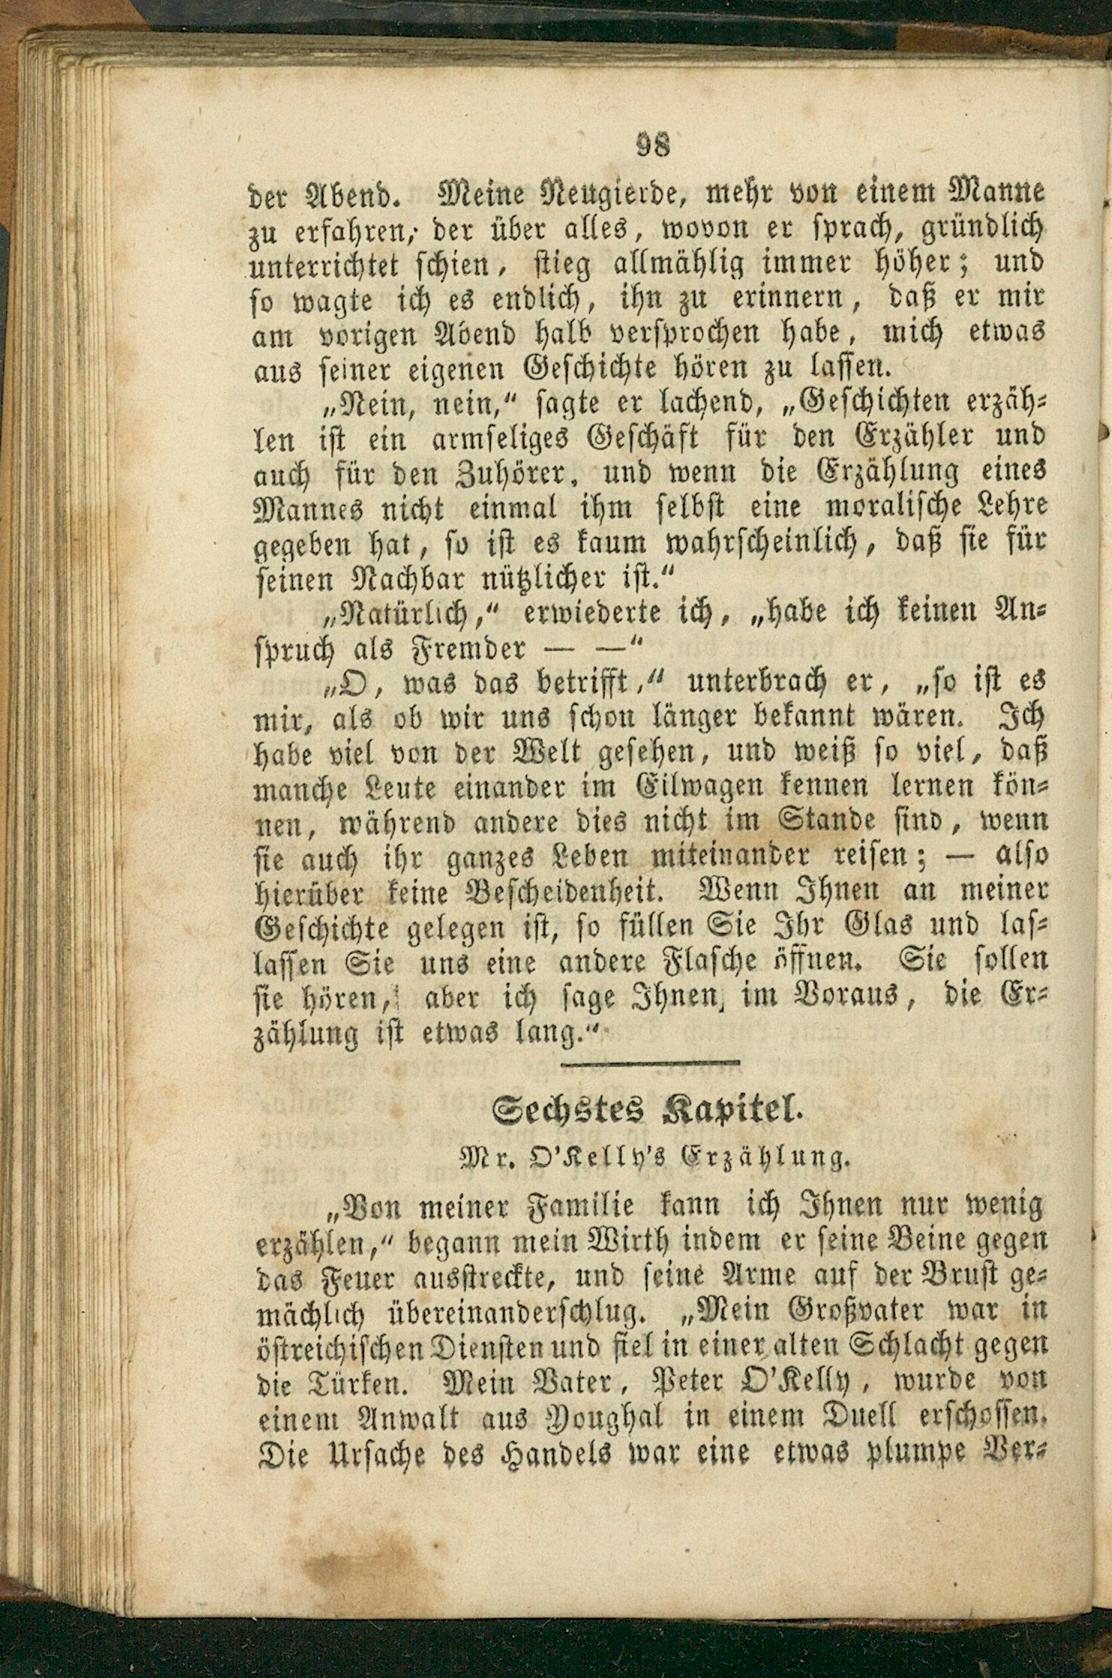 98
der Abend. Meine Neugierde, mehr von einem Manne
zu erfahren, der über alles, wovon er sprach, gründlich
unterrichtet schien, stieg allmählig immer höher; und
so wagte ich es endlich, ihn zu erinnern, daß er mir
am vorigen Abend halb versprochen habe, mich etwas
aus seiner eigenen Geschichte hören zu lassen.
„Nein, nein,“ sagte er lachend, „Geschichten erzäh-
len ist ein armseliges Geschäft für den Erzähler und
auch für den Zuhörer, und wenn die Erzählung eines
Mannes nicht einmal ihm selbst eine moralische Lehre
gegeben hat, so ist es kaum wahrscheinlich, daß sie für
seinen Nachbar nützlicher ist.“
„Natürlich,“ erwiederte ich, „habe ich keinen An-
spruch als Fremder — —“
„O, was das betrifft,“ unterbrach er, „so ist es
mir, als ob wir uns schon länger bekannt wären. Ich
habe viel von der Welt gesehen, und weiß so viel, daß
manche Leute einander im Eilwagen kennen lernen kön-
nen, während andere dies nicht im Stande sind, wenn
sie auch ihr ganzes Leben miteinander reisen; — also
hierüber keine Bescheidenheit. Wenn Ihnen an meiner
Geschichte gelegen ist, so füllen Sie Ihr Glas und las-
lassen Sie uns eine andere Flasche öffnen. Sie sollen
sie hören, aber ich sage Ihnen, im Voraus, die Er-
zählung ist etwas lang.“
Sechstes Kapitel.
Mr. O'Kelly's Erzählung.
„Von meiner Familie kann ich Ihnen nur wenig
erzählen,“ begann mein Wirth indem er seine Beine gegen
das Feuer ausstreckte, und seine Arme auf der Brust ge-
mächlich übereinanderschlug. „Mein Großvater war in
östreichischen Diensten und fiel in einer alten Schlacht gegen
die Türken. Mein Vater, Peter O'Kelly, wurde von
einem Anwalt aus Youghal in einem Duell erschossen.
Die Ursache des Handels war eine etwas plumpe Ver-